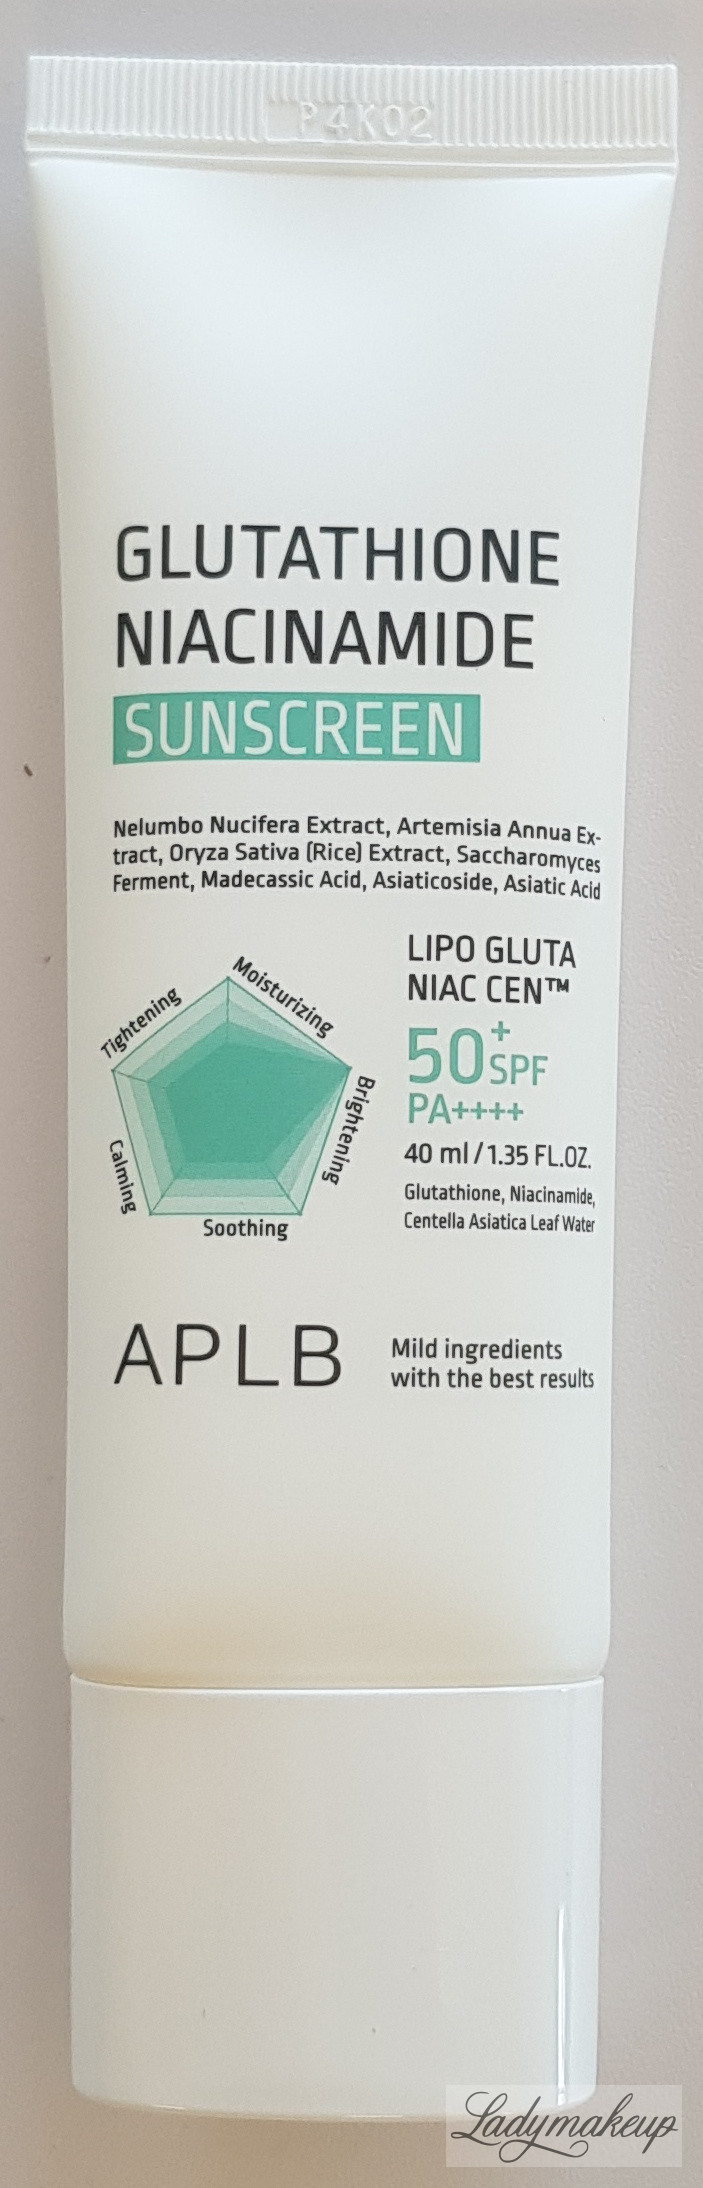 P4K02
GLUTATHIONE
NIACINAMIDE
SUNSCREEN
Nelumbo Nucifera Extract, Artemisia Annua Ex-
tract, Oryza Sativa (Rice) Extract, Saccharomyces
Ferment, Madecassic Acid, Asiaticoside, Asiatic Acid
Moisturizing
Tightening
Brightening
Calming
Soothing
LIPO GLUTA
NIAC CEN™
50+ SPF
PA++++
40 ml / 1.35 FL.OZ.
Glutathione, Niacinamide,
Centella Asiatica Leaf Water
APLB
Mild ingredients
with the best results
Ladymakeup